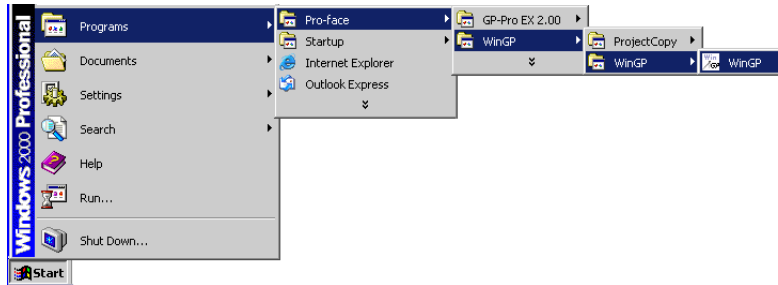 Windows 2000 Professional
Programs
Documents
Settings
Search
Help
Run...
Shut Down...
Start
Pro-face
Startup
Internet Explorer
Outlook Express
GP-Pro EX 2.00
WinGP
ProjectCopy
WinGP
WinGP